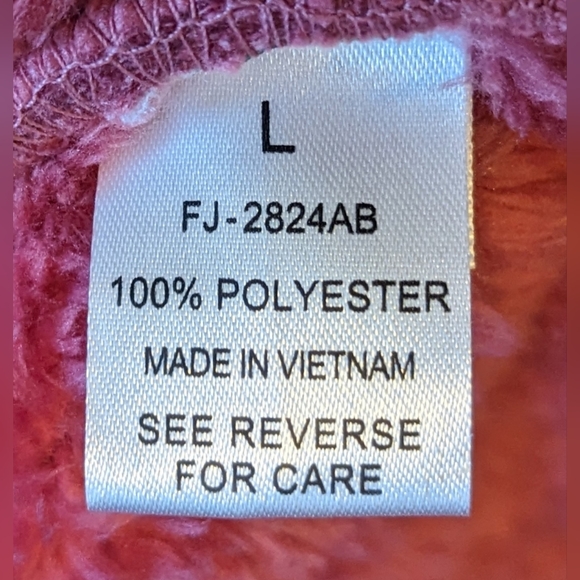 L
FJ-2824AB
100% POLYESTER
MADE IN VIETNAM
SEE REVERSE
FOR CARE